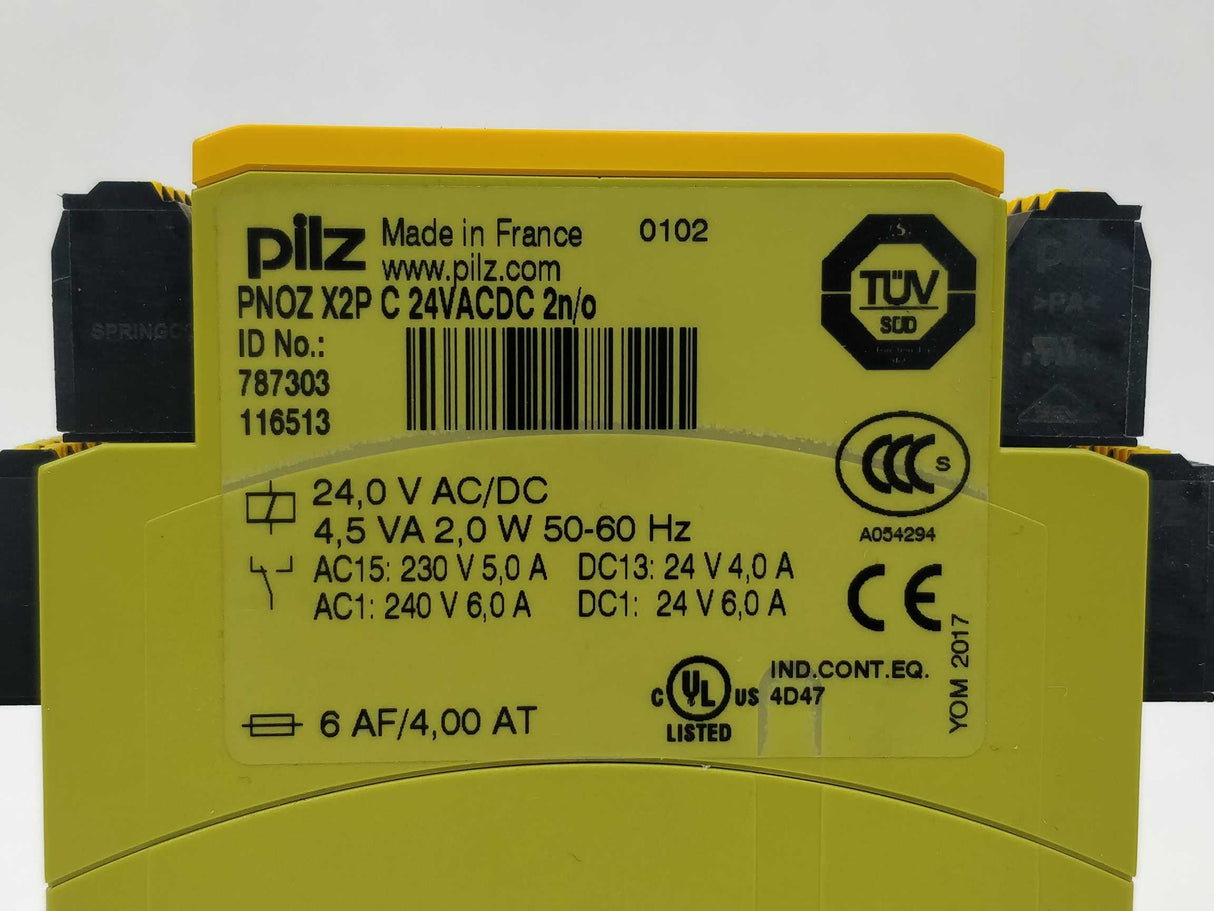 pilz Made in France 0102
www.pilz.com
PNOZ X2P C 24VACDC 2n/o
ID No.:
787303
116513
TÜV
SÜD
CCC S
A054294
24,0 V AC/DC
4,5 VA 2,0 W 50-60 Hz
AC15: 230 V 5,0 A DC13: 24 V 4,0 A
AC1: 240 V 6,0 A DC1: 24 V 6,0 A
CE
YOM 2017
C UL US IND.CONT.EQ.
4D47
LISTED
6 AF/4,00 AT
>PA<